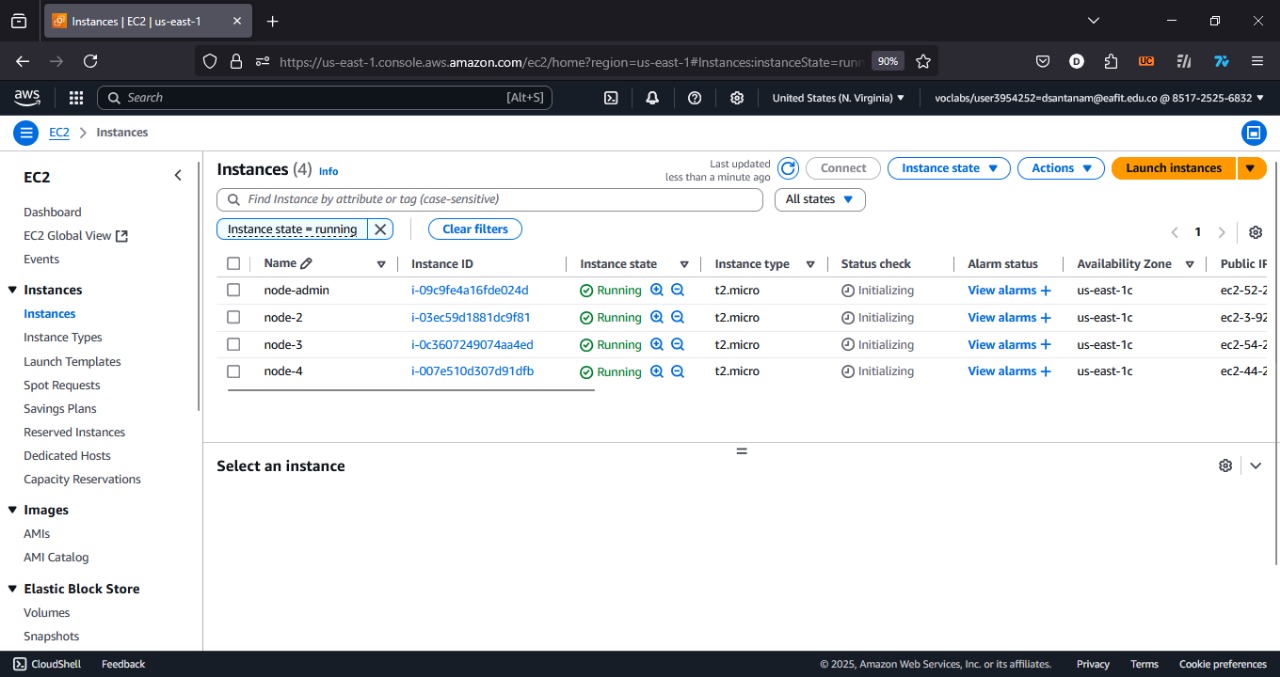 Instances | EC2 | us-east-1
https://us-east-1.console.aws.amazon.com/ec2/home?region=us-east-1#Instances:instanceState=runn 90%
D UC
aws Search [Alt+S] United States (N. Virginia) voclabs/user3954252=dsantanam@eafit.edu.co @ 8517-2525-6832
EC2 > Instances
EC2
Dashboard
EC2 Global View
Events
Instances
Instances
Instance Types
Launch Templates
Spot Requests
Savings Plans
Reserved Instances
Dedicated Hosts
Capacity Reservations
Images
AMIs
AMI Catalog
Elastic Block Store
Volumes
Snapshots
Instances (4) Info
Last updated
less than a minute ago
Connect Instance state Actions Launch instances
Find Instance by attribute or tag (case-sensitive) All states
Instance state = running Clear filters 1
Name Instance ID Instance state Instance type Status check Alarm status Availability Zone Public IP
node-admin i-09c9fe4a16fde024d Running t2.micro Initializing View alarms + us-east-1c ec2-52-2
node-2 i-03ec59d1881dc9f81 Running t2.micro Initializing View alarms + us-east-1c ec2-3-92
node-3 i-0c3607249074aa4ed Running t2.micro Initializing View alarms + us-east-1c ec2-54-2
node-4 i-007e510d307d91dfb Running t2.micro Initializing View alarms + us-east-1c ec2-44-2
Select an instance
CloudShell Feedback © 2025, Amazon Web Services, Inc. or its affiliates. Privacy Terms Cookie preferences